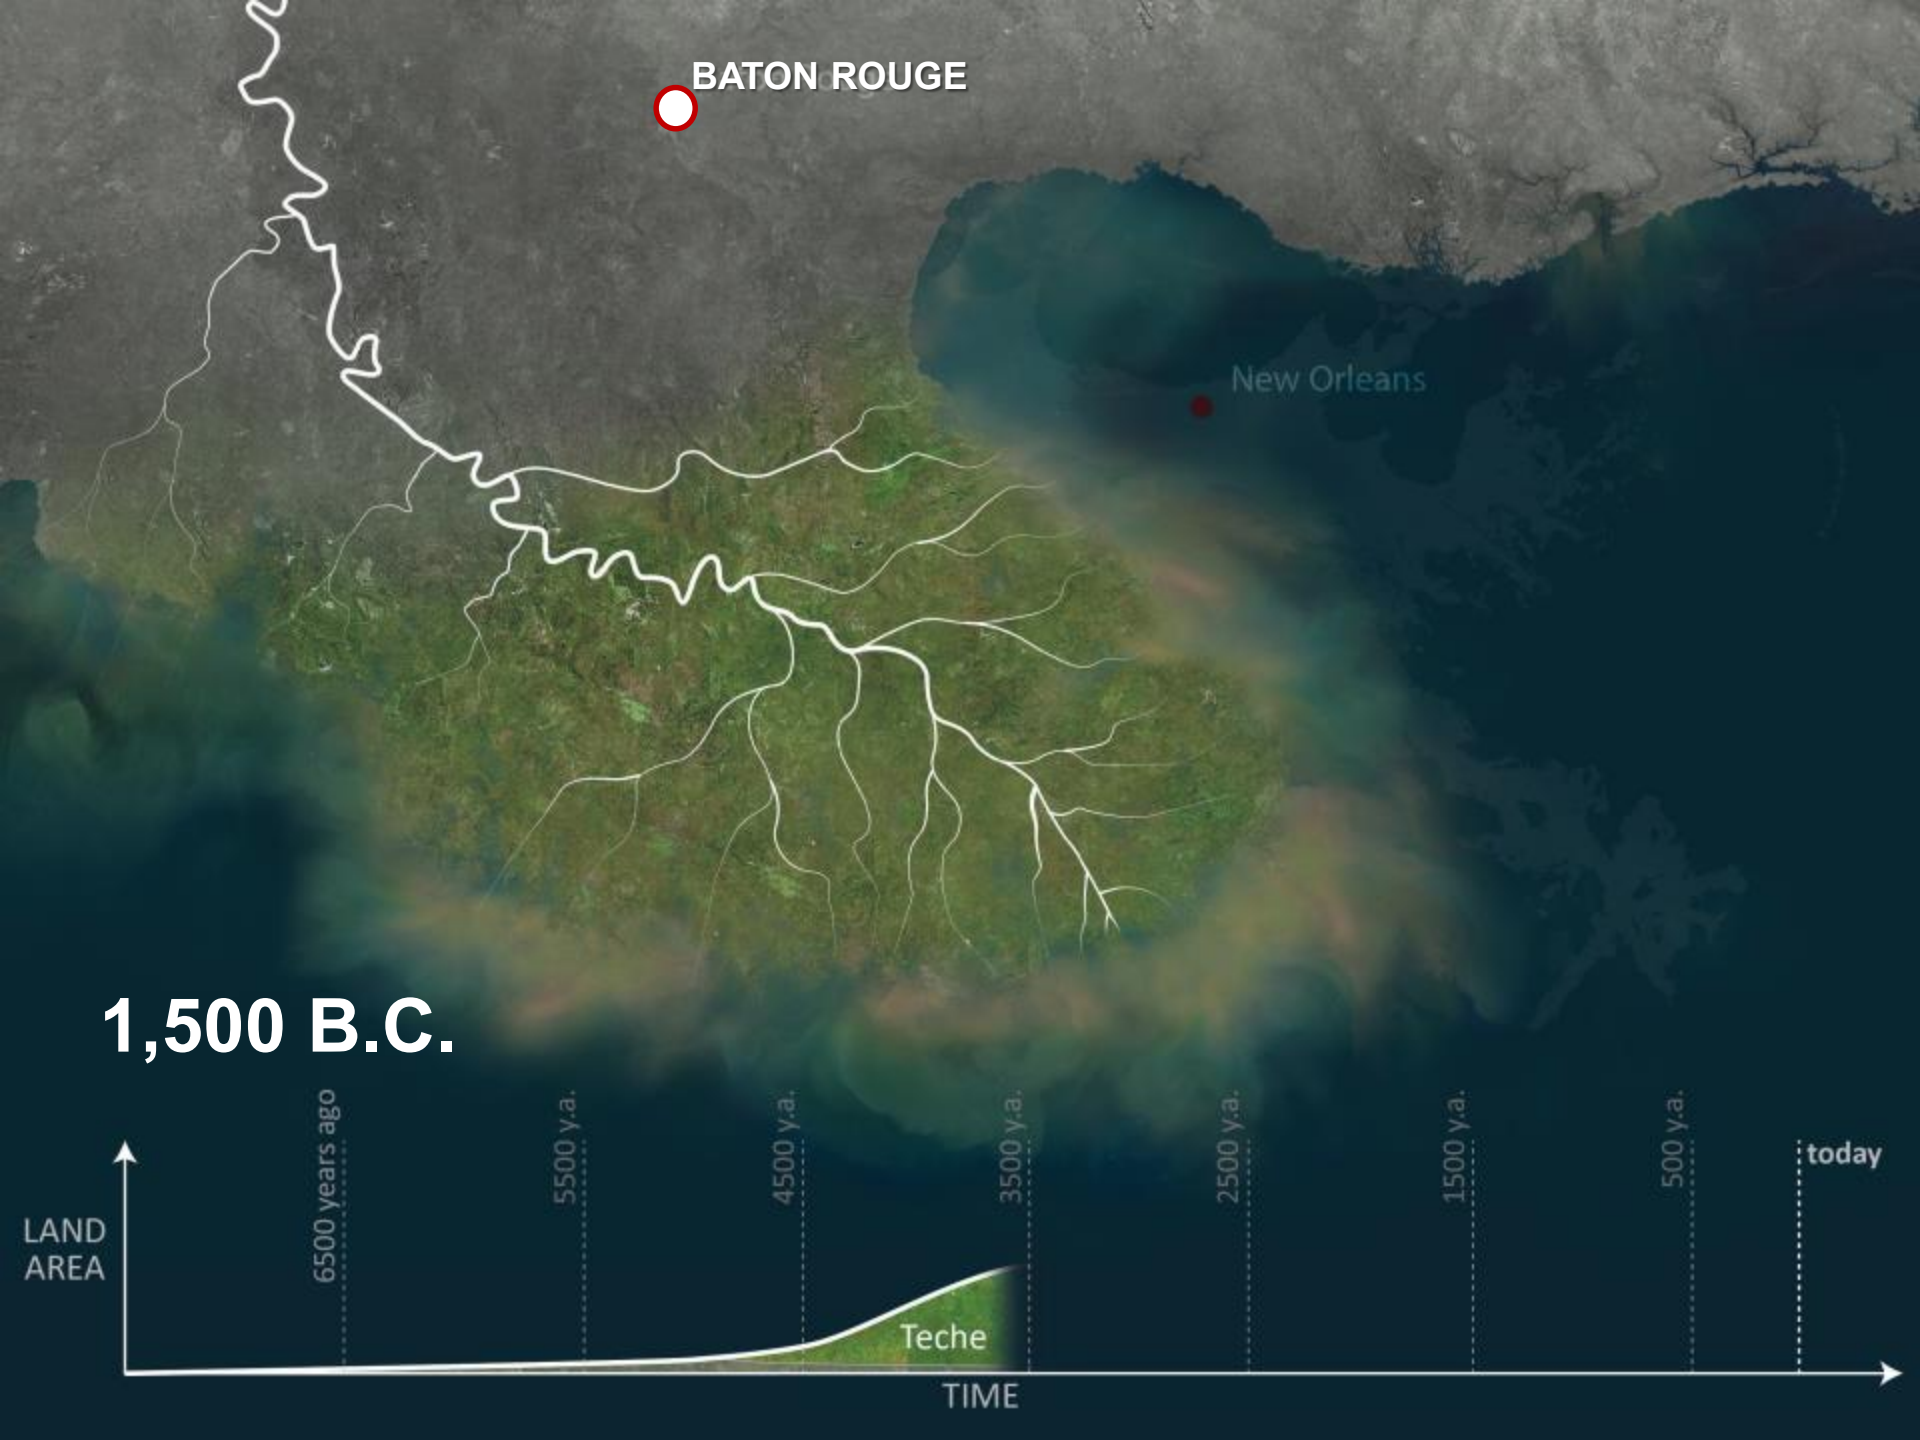 BATON ROUGE
New Orleans
1,500 B.C.
6500 years ago
5500 y.a.
4500 y.a.
3500 y.a.
2500 y.a.
1500 y.a.
500 y.a.
today
LAND
AREA
Teche
TIME